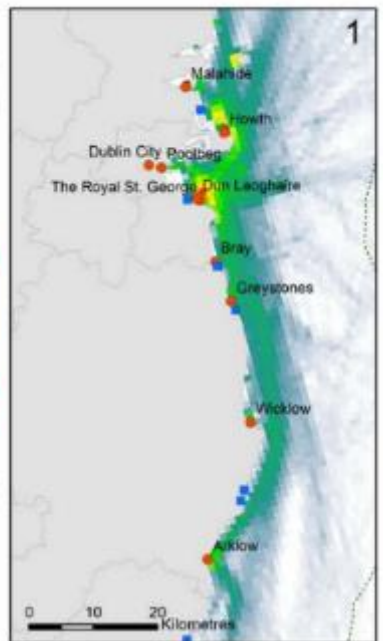 1
Malahide
Howth
Dublin City Poolbeg
The Royal St. George Dun Laoghaire
Bray
Greystones
Wicklow
Arklow
0 10 20
Kilometres